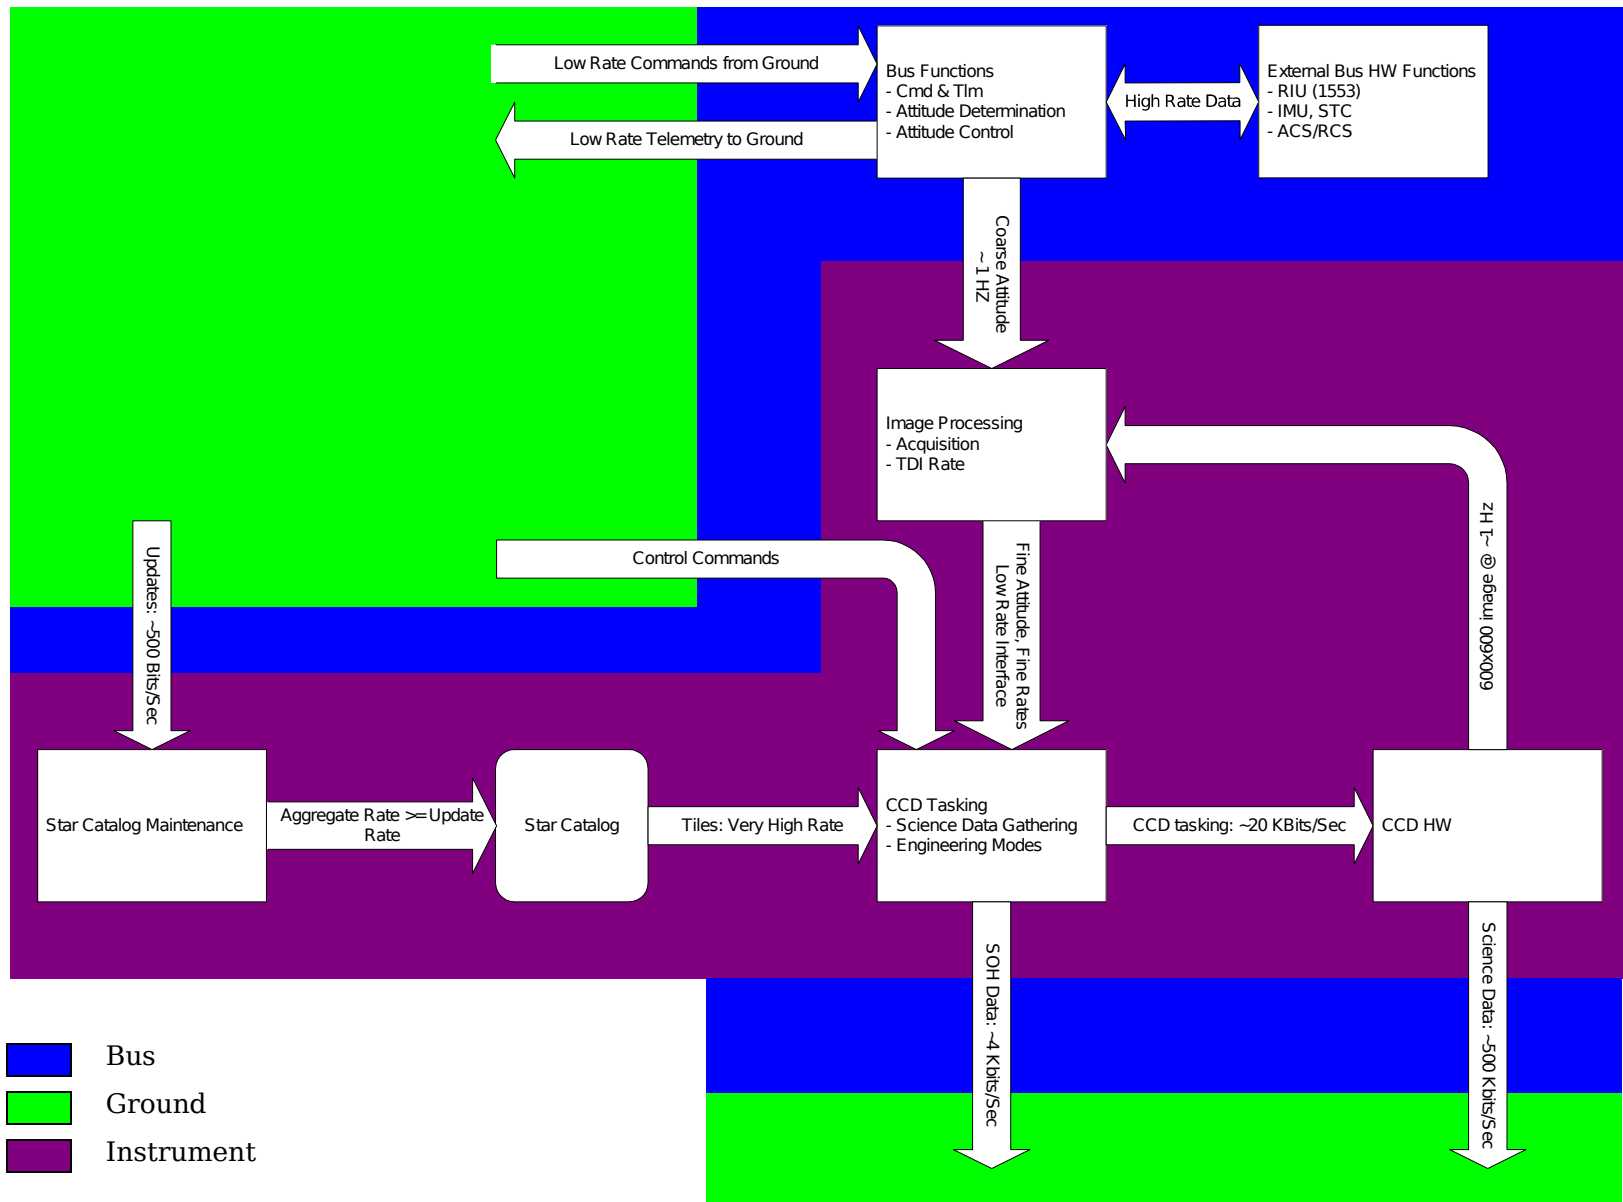 Low Rate Commands from Ground
Low Rate Telemetry to Ground
Bus Functions
- Cmd & Tlm
- Attitude Determination
- Attitude Control
High Rate Data
External Bus HW Functions
- RIU (1553)
- IMU, STC
- ACS/RCS
Coarse Attitude
~ 1 HZ
Image Processing
- Acquisition
- TDI Rate
600x600 image @ ~1 Hz
Control Commands
Fine Attitude, Fine Rates
Low Rate Interface
Updates: ~500 Bits/Sec
Star Catalog Maintenance
Aggregate Rate >= Update
Rate
Star Catalog
Tiles: Very High Rate
CCD Tasking
- Science Data Gathering
- Engineering Modes
CCD tasking: ~20 KBits/Sec
CCD HW
SOH Data: ~4 Kbits/Sec
Science Data: ~500 Kbits/Sec
Bus
Ground
Instrument